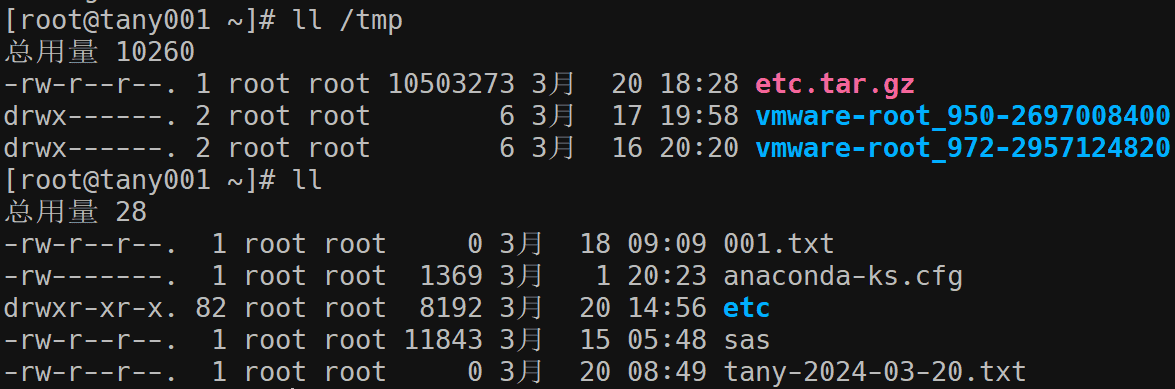 [root@tany001 ~]# ll /tmp
总用量 10260
-rw-r--r--. 1 root root 10503273 3月  20 18:28 etc.tar.gz
drwx------. 2 root root        6 3月  17 19:58 vmware-root_950-2697008400
drwx------. 2 root root        6 3月  16 20:20 vmware-root_972-2957124820
[root@tany001 ~]# ll
总用量 28
-rw-r--r--.  1 root root     0 3月  18 09:09 001.txt
-rw-------.  1 root root  1369 3月   1 20:23 anaconda-ks.cfg
drwxr-xr-x. 82 root root  8192 3月  20 14:56 etc
-rw-r--r--.  1 root root 11843 3月  15 05:48 sas
-rw-r--r--.  1 root root     0 3月  20 08:49 tany-2024-03-20.txt